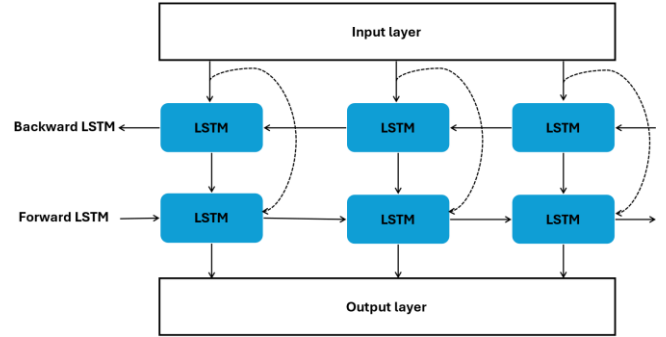 Input layer
Backward LSTM
LSTM
LSTM
LSTM
Forward LSTM
LSTM
LSTM
LSTM
Output layer